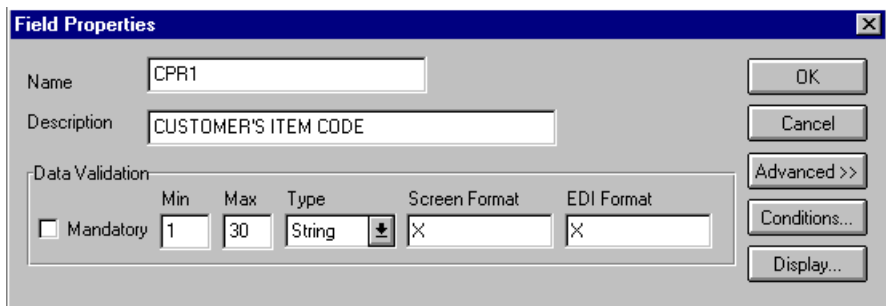 Field Properties
Name CPR1 OK
Description CUSTOMER'S ITEM CODE Cancel
Data Validation Advanced >>
Min Max Type Screen Format EDI Format
Mandatory 1 30 String X X Conditions...
Display...